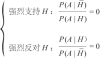 强烈支持 H：P(A | H̄) / P(A | H) = 0
强烈反对 H：P(A | H) / P(A | H̄) = 0